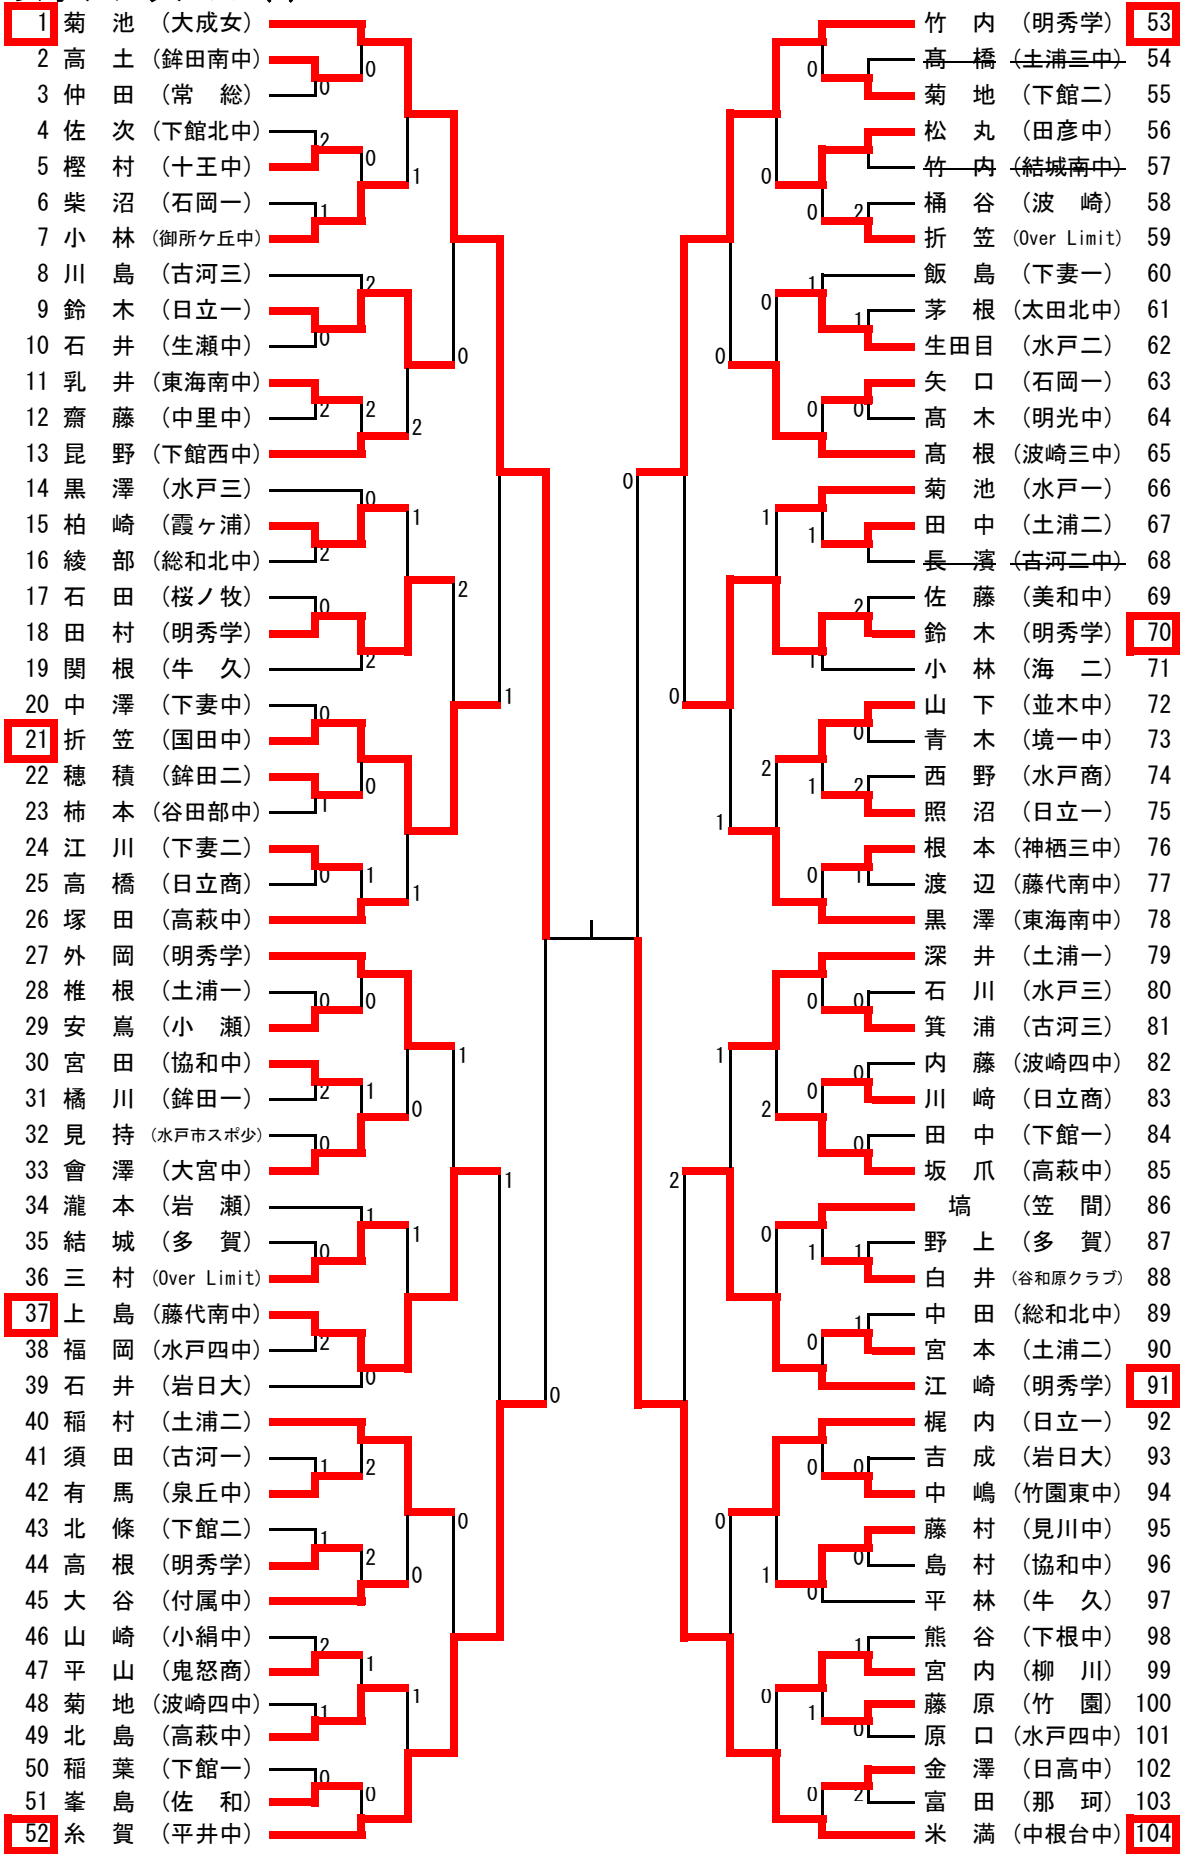 1 菊 池 (大成女)
2 高 土 (鉾田南中)
3 仲 田 (常 総)
4 佐 次 (下館北中)
5 樫 村 (十王中)
6 柴 沼 (石岡一)
7 小 林 (御所ケ丘中)
8 川 島 (古河三)
9 鈴 木 (日立一)
10 石 井 (生瀬中)
11 乳 井 (東海南中)
12 齋 藤 (中里中)
13 昆 野 (下館西中)
14 黒 澤 (水戸三)
15 柏 崎 (霞ヶ浦)
16 綾 部 (総和北中)
17 石 田 (桜ノ牧)
18 田 村 (明秀学)
19 関 根 (牛 久)
20 中 澤 (下妻中)
21 折 笠 (国田中)
22 穂 積 (鉾田二)
23 柿 本 (谷田部中)
24 江 川 (下妻二)
25 高 橋 (日立商)
26 塚 田 (高萩中)
27 外 岡 (明秀学)
28 椎 根 (土浦一)
29 安 嶌 (小 瀬)
30 宮 田 (協和中)
31 橘 川 (鉾田一)
32 見 持 (水戸市スポ少)
33 會 澤 (大宮中)
34 瀧 本 (岩 瀬)
35 結 城 (多 賀)
36 三 村 (Over Limit)
37 上 島 (藤代南中)
38 福 岡 (水戸四中)
39 石 井 (岩日大)
40 稲 村 (土浦二)
41 須 田 (古河一)
42 有 馬 (泉丘中)
43 北 條 (下館二)
44 高 根 (明秀学)
45 大 谷 (付属中)
46 山 崎 (小絹中)
47 平 山 (鬼怒商)
48 菊 地 (波崎四中)
49 北 島 (高萩中)
50 稲 葉 (下館一)
51 峯 島 (佐 和)
52 糸 賀 (平井中)
竹 内 (明秀学) 53
髙 橋 (土浦三中) 54
菊 地 (下館二) 55
松 丸 (田彦中) 56
竹 内 (結城南中) 57
桶 谷 (波 崎) 58
折 笠 (Over Limit) 59
飯 島 (下妻一) 60
茅 根 (太田北中) 61
生田目 (水戸二) 62
矢 口 (石岡一) 63
髙 木 (明光中) 64
髙 根 (波崎三中) 65
菊 池 (水戸一) 66
田 中 (土浦二) 67
長 濱 (古河二中) 68
佐 藤 (美和中) 69
鈴 木 (明秀学) 70
小 林 (海 二) 71
山 下 (並木中) 72
青 木 (境一中) 73
西 野 (水戸商) 74
照 沼 (日立一) 75
根 本 (神栖三中) 76
渡 辺 (藤代南中) 77
黒 澤 (東海南中) 78
深 井 (土浦一) 79
石 川 (水戸三) 80
箕 浦 (古河三) 81
内 藤 (波崎四中) 82
川 﨑 (日立商) 83
田 中 (下館一) 84
坂 爪 (高萩中) 85
塙 (笠 間) 86
野 上 (多 賀) 87
白 井 (谷和原クラブ) 88
中 田 (総和北中) 89
宮 本 (土浦二) 90
江 崎 (明秀学) 91
梶 内 (日立一) 92
吉 成 (岩日大) 93
中 嶋 (竹園東中) 94
藤 村 (見川中) 95
島 村 (協和中) 96
平 林 (牛 久) 97
熊 谷 (下根中) 98
宮 内 (柳 川) 99
藤 原 (竹 園) 100
原 口 (水戸四中) 101
金 澤 (日高中) 102
富 田 (那 珂) 103
米 満 (中根台中) 104